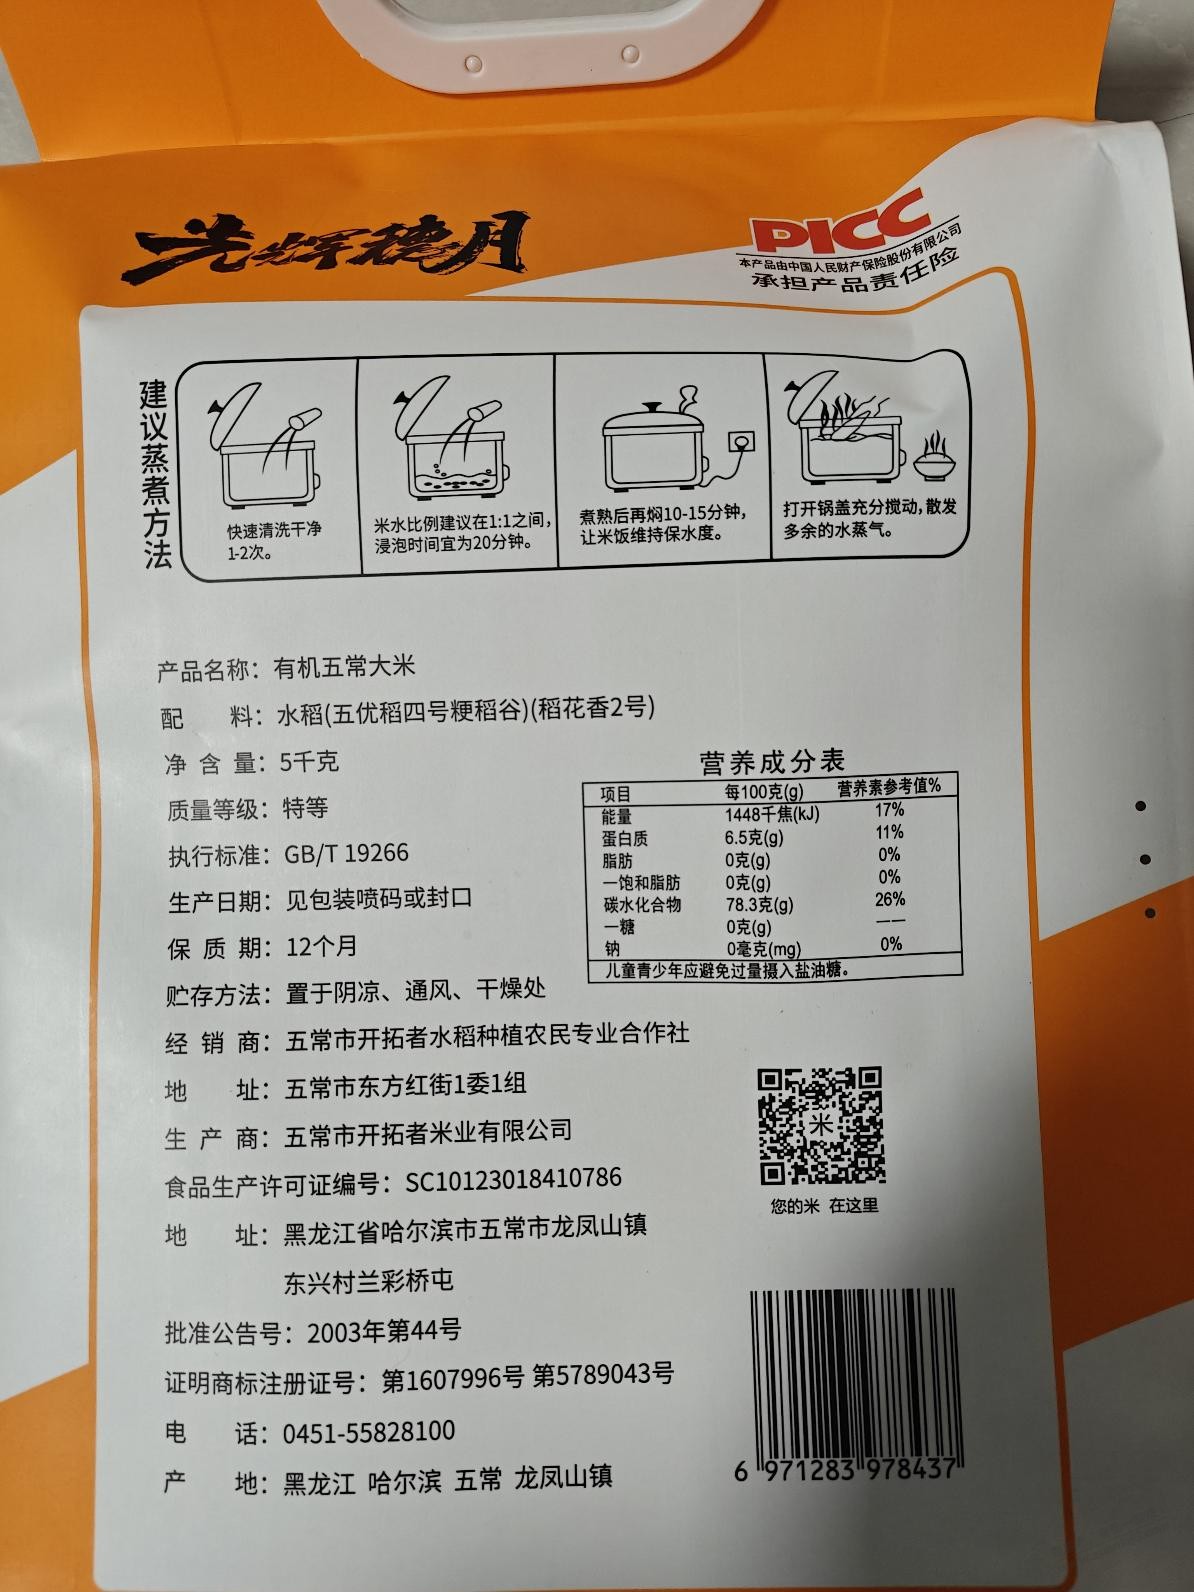 光辉穗月
PICC
本产品由中国人民财产保险股份有限公司
承担产品责任险
建议蒸煮方法
快速清洗干净
1-2次。
米水比例建议在1:1之间，
浸泡时间宜为20分钟。
煮熟后再焖10-15分钟，
让米饭维持保水度。
打开锅盖充分搅动，散发
多余的水蒸气。
产品名称：有机五常大米
配 料：水稻(五优稻四号粳稻谷)(稻花香2号)
净 含 量：5千克
质量等级：特等
执行标准：GB/T 19266
生产日期：见包装喷码或封口
保 质 期：12个月
贮存方法：置于阴凉、通风、干燥处
营养成分表
项目 每100克(g) 营养素参考值%
能量 1448千焦(kJ) 17%
蛋白质 6.5克(g) 11%
脂肪 0克(g) 0%
一饱和脂肪 0克(g) 0%
碳水化合物 78.3克(g) 26%
一糖 0克(g) 一一
钠 0毫克(mg) 0%
儿童青少年应避免过量摄入盐油糖。
经 销 商：五常市开拓者水稻种植农民专业合作社
地 址：五常市东方红街1委1组
生 产 商：五常市开拓者米业有限公司
食品生产许可证编号：SC10123018410786
地 址：黑龙江省哈尔滨市五常市龙凤山镇
东兴村兰彩桥屯
批准公告号：2003年第44号
证明商标注册证号：第1607996号 第5789043号
电 话：0451-55828100
产 地：黑龙江 哈尔滨 五常 龙凤山镇
米
您的米 在这里
6 971283 978437